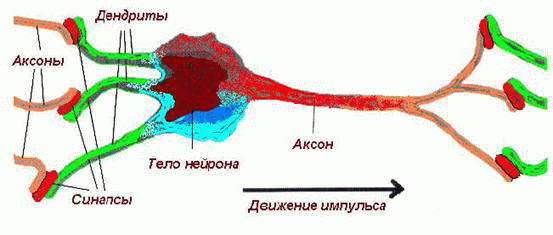 Дендриты
Аксоны
Аксон
Тело нейрона
Синапсы
Движение импульса